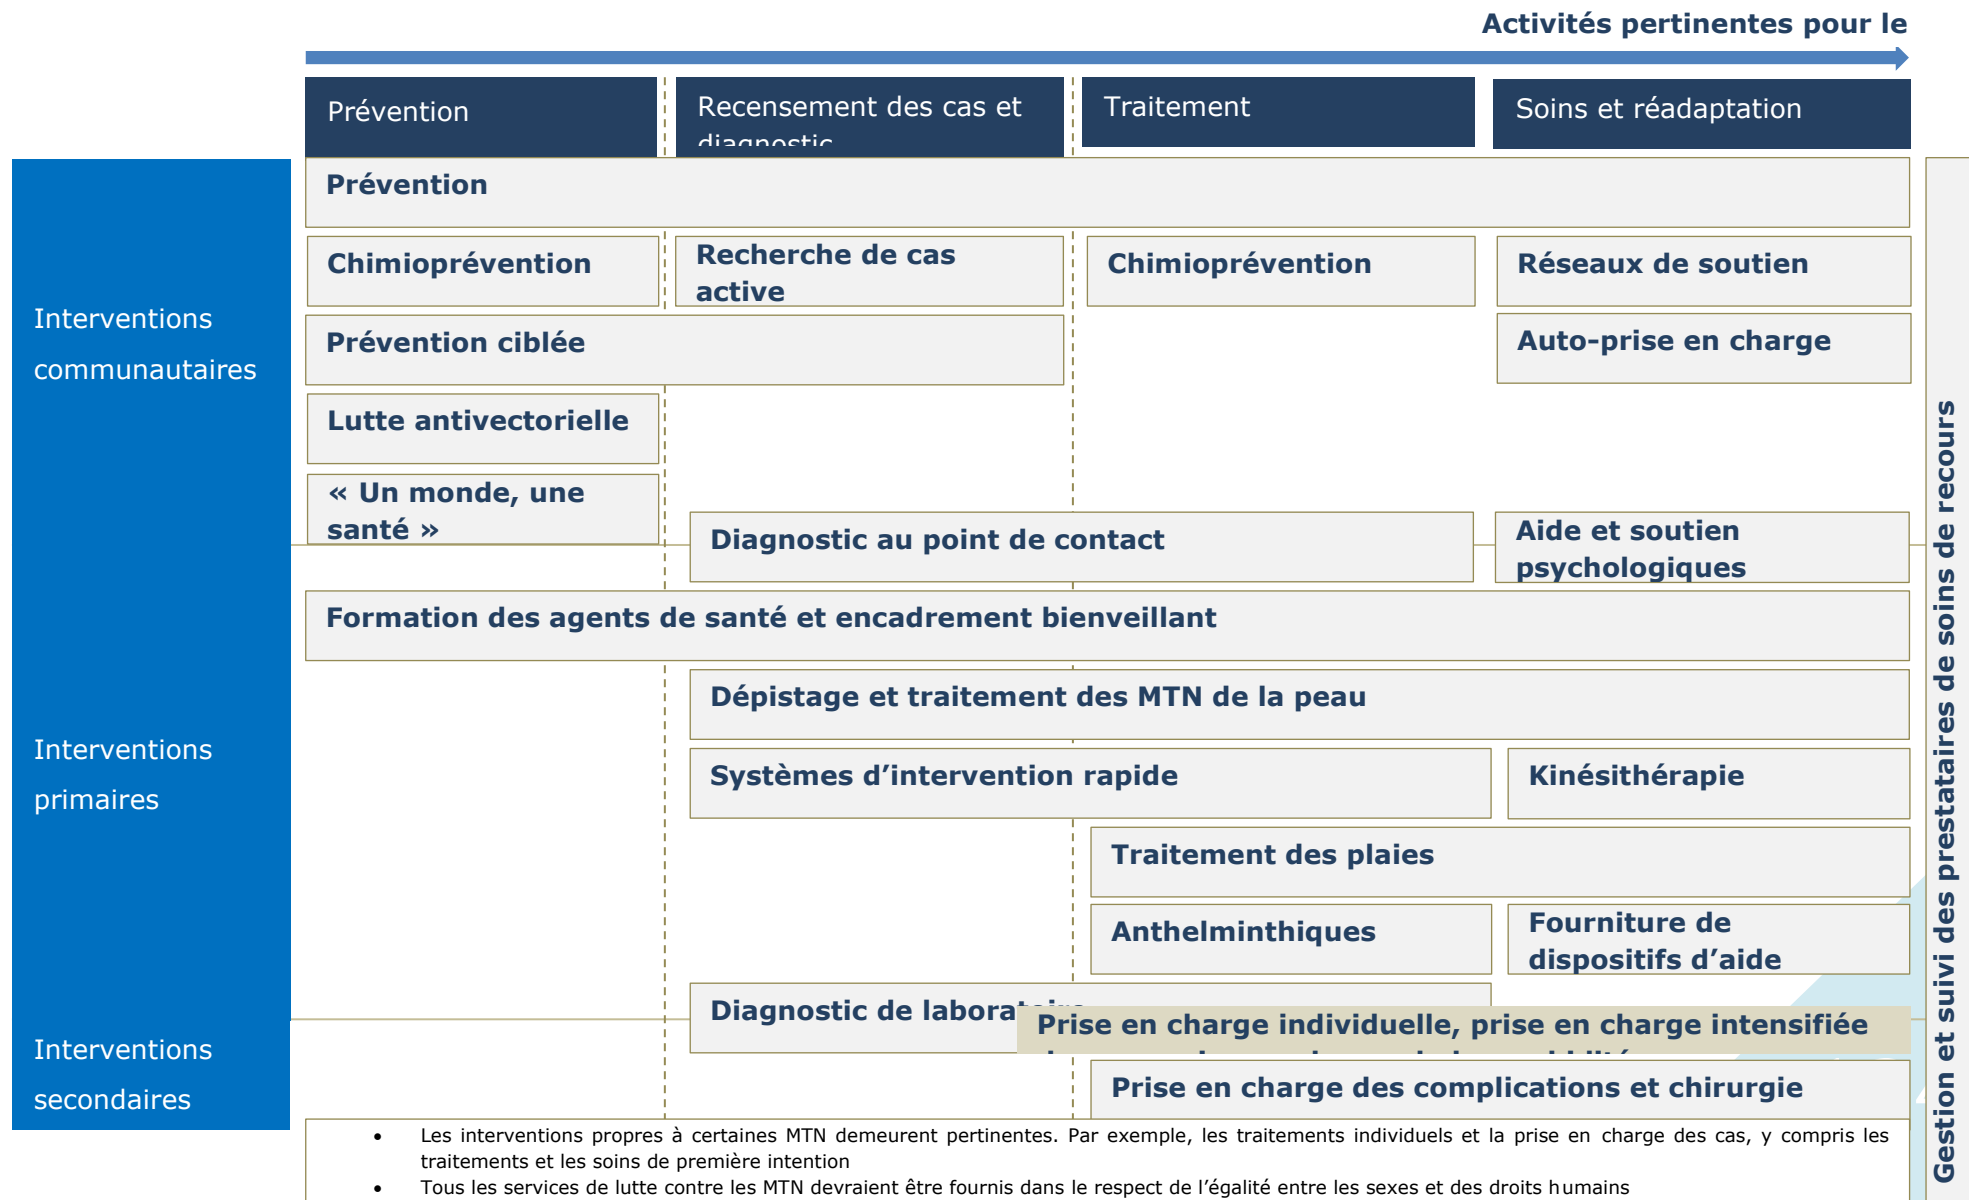 Activités pertinentes pour le
Prévention
Recensement des cas et
diagnostic
Traitement
Soins et réadaptation
Interventions
communautaires
Prévention
Chimioprévention
Recherche de cas
active
Chimioprévention
Réseaux de soutien
Prévention ciblée
Auto-prise en charge
Lutte antivectorielle
« Un monde, une
santé »
Diagnostic au point de contact
Aide et soutien
psychologiques
Formation des agents de santé et encadrement bienveillant
Interventions
primaires
Dépistage et traitement des MTN de la peau
Systèmes d’intervention rapide
Kinésithérapie
Traitement des plaies
Anthelminthiques
Fourniture de
dispositifs d’aide
Interventions
secondaires
Diagnostic de laboratoire
Prise en charge individuelle, prise en charge intensifiée
Prise en charge des complications et chirurgie
Gestion et suivi des prestataires de soins de recours
• Les interventions propres à certaines MTN demeurent pertinentes. Par exemple, les traitements individuels et la prise en charge des cas, y compris les
traitements et les soins de première intention
• Tous les services de lutte contre les MTN devraient être fournis dans le respect de l’égalité entre les sexes et des droits humains